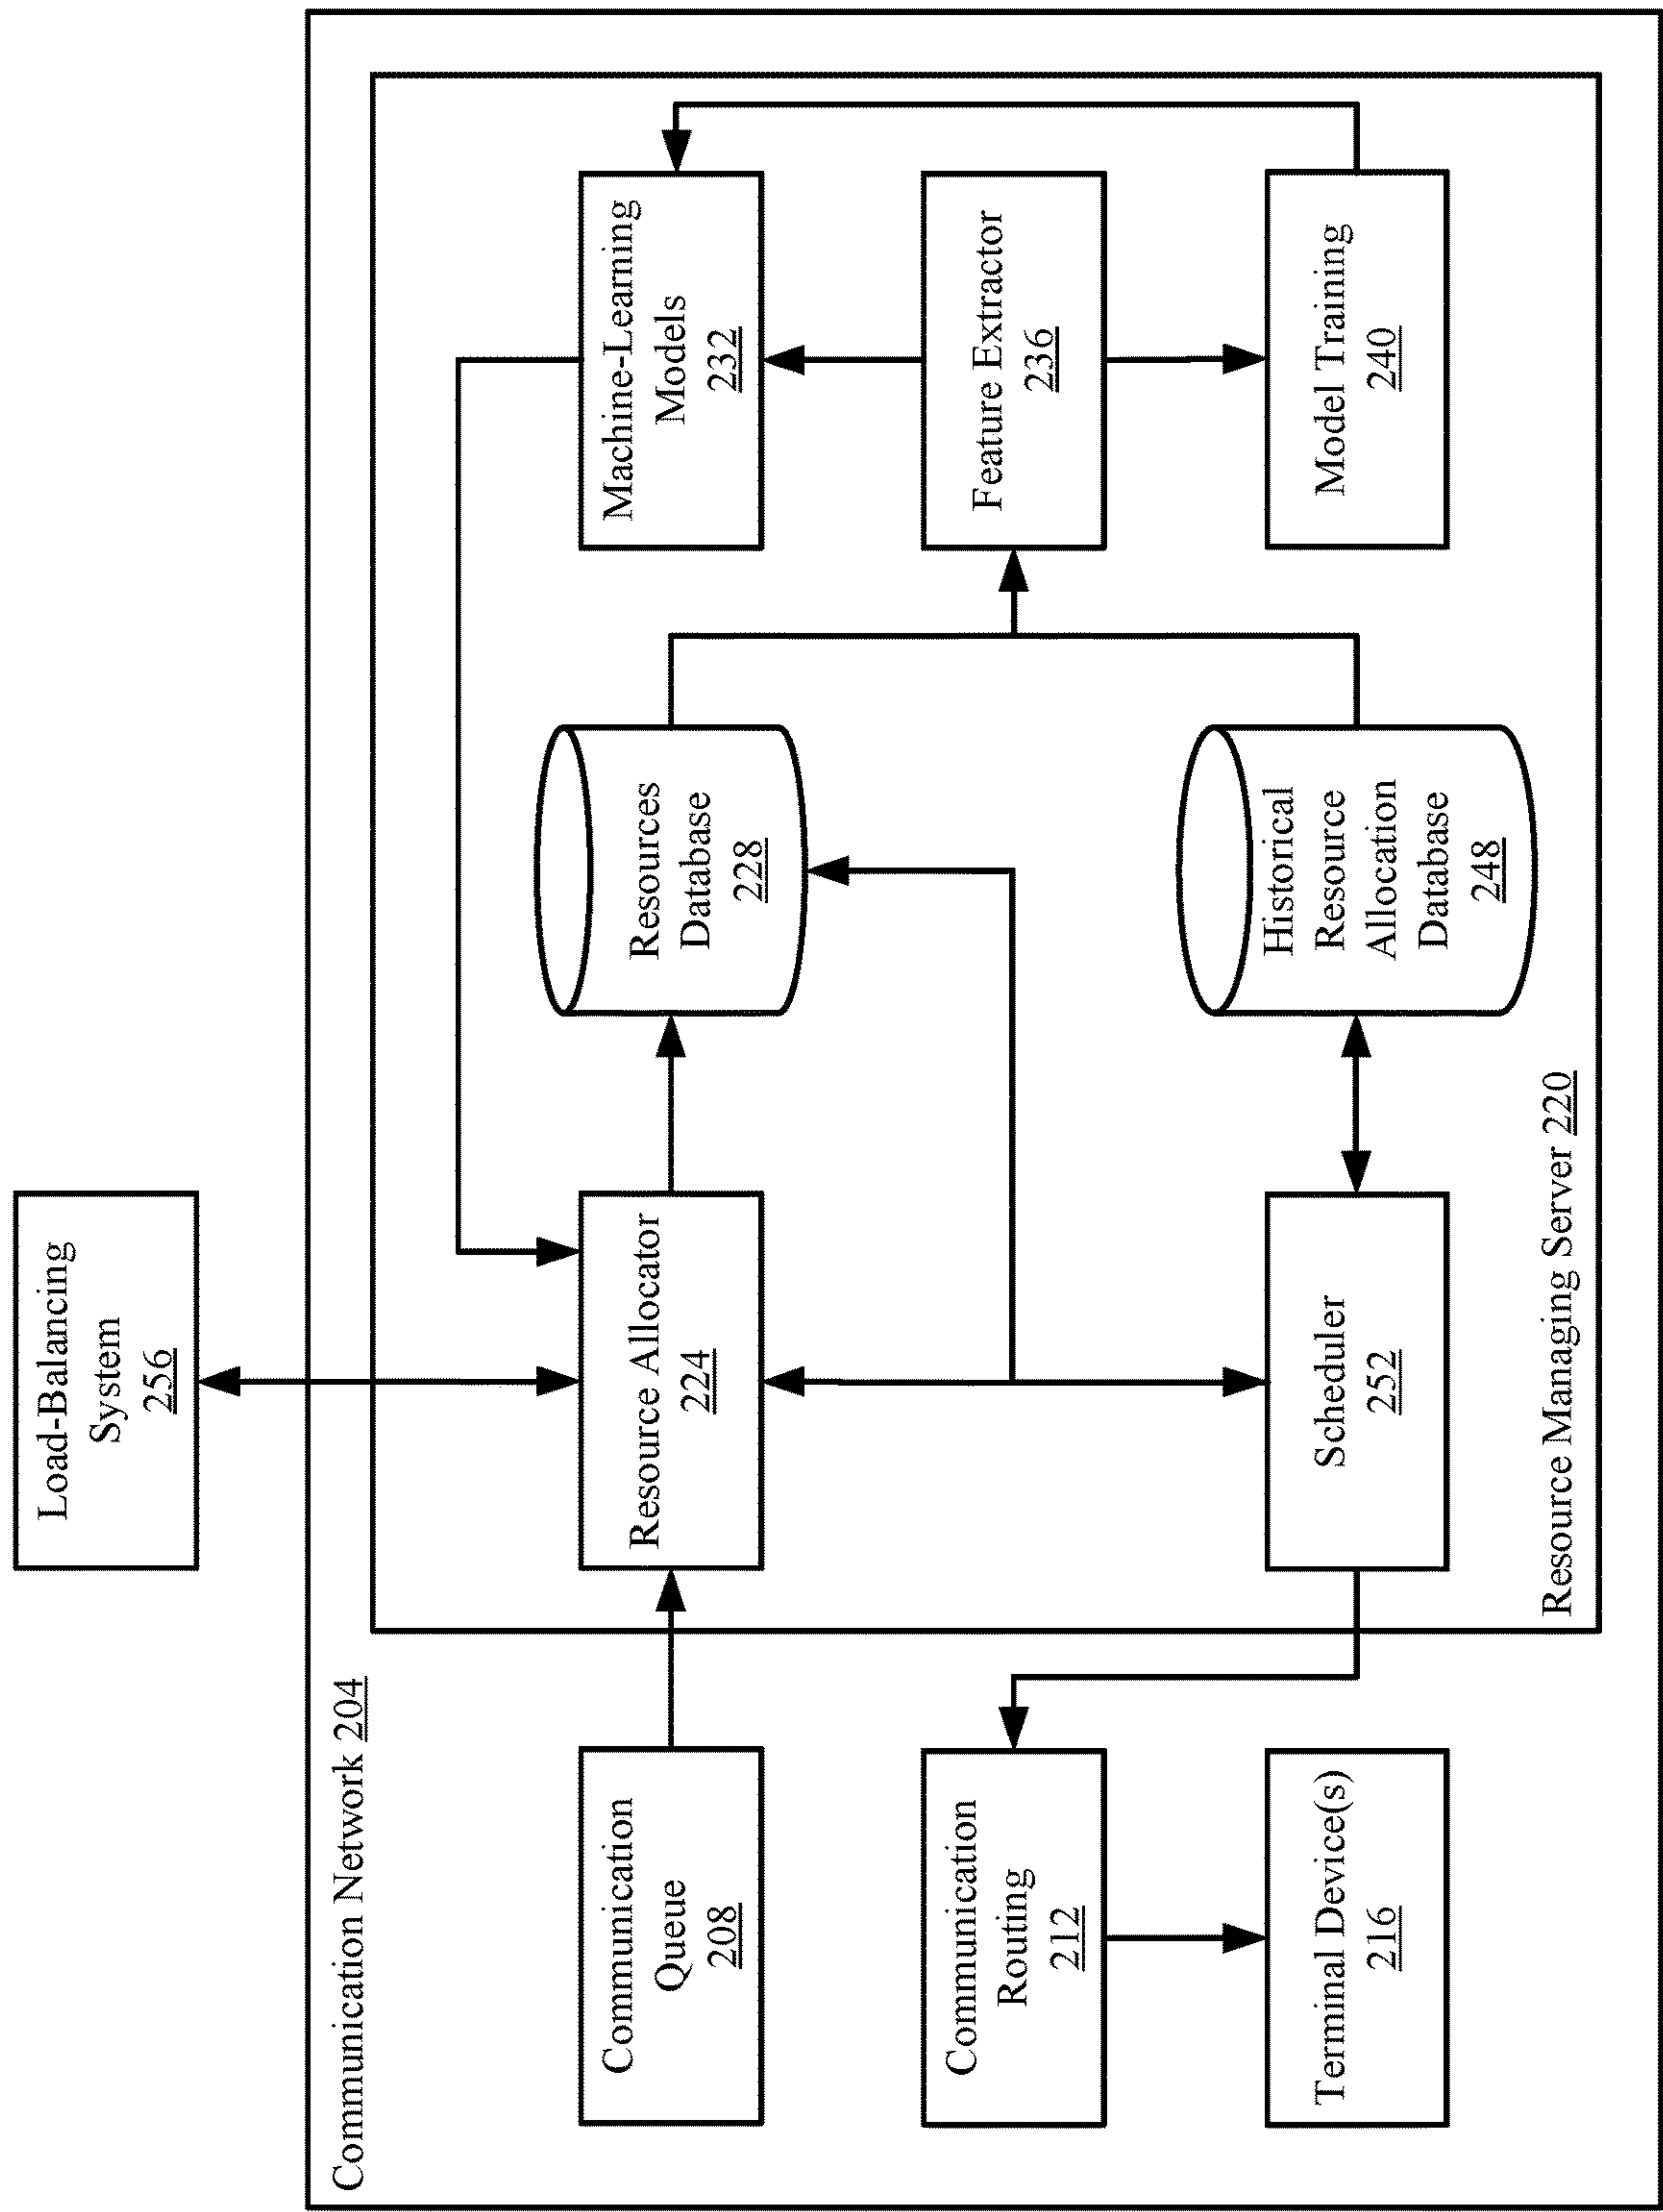 Load-Balancing
System
256
Communication Network 204
Communication
Queue
208
Resource Allocator
224
Resources
Database
228
Machine-Learning
Models
232
Communication
Routing
212
Feature Extractor
236
Terminal Device(s)
216
Scheduler
252
Historical
Resource
Allocation
Database
248
Model Training
240
Resource Managing Server 220